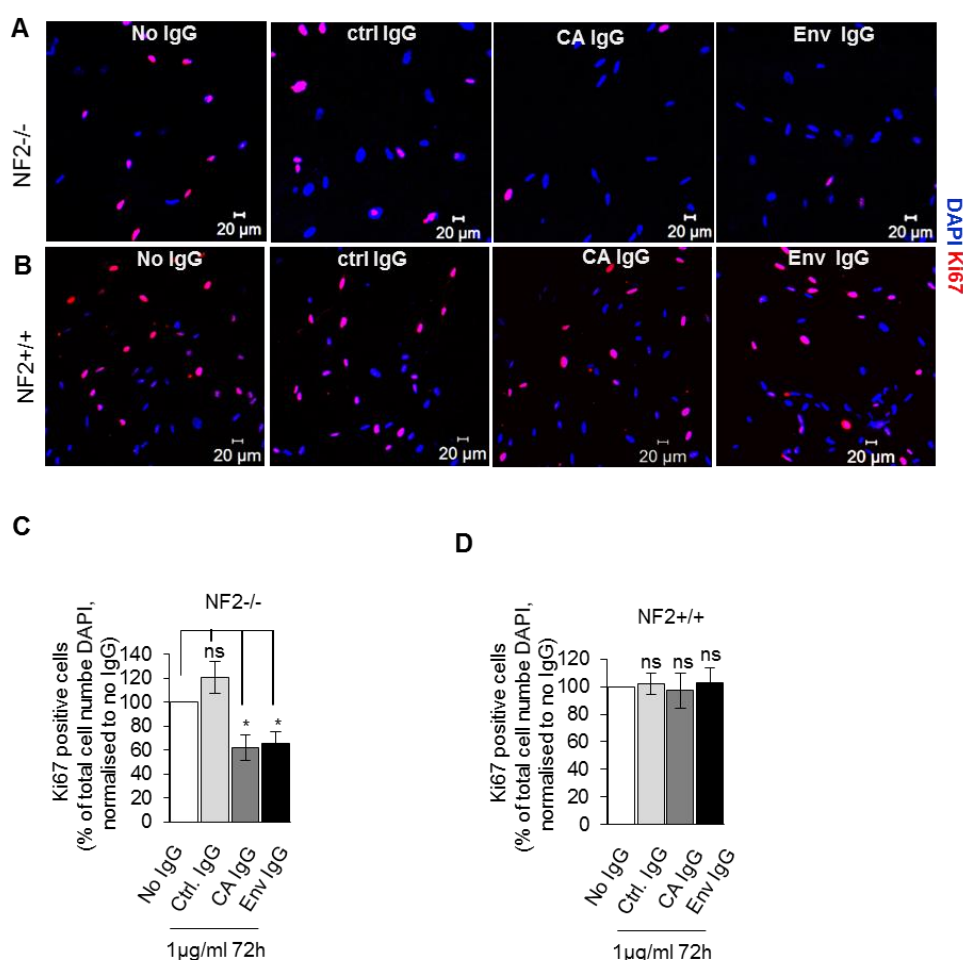 A
No IgG
ctrl IgG
CA IgG
Env IgG
NF2-/-
20 µm
20 µm
20 µm
20 µm
B
No IgG
ctrl IgG
CA IgG
Env IgG
NF2+/+
20 µm
20 µm
20 µm
20 µm
DAPI Ki67
C
NF2-/-
Ki67 positive cells
(% of total cell numbe DAPI,
normalised to no IgG)
140
120
100
80
60
40
20
0
ns
*
*
No IgG
Ctrl. IgG
CA IgG
Env IgG
1µg/ml 72h
D
NF2+/+
Ki67 positive cells
(% of total cell numbe DAPI,
normalised to no IgG)
120
100
80
60
40
20
0
ns
ns
ns
No IgG
Ctrl. IgG
CA IgG
Env IgG
1µg/ml 72h